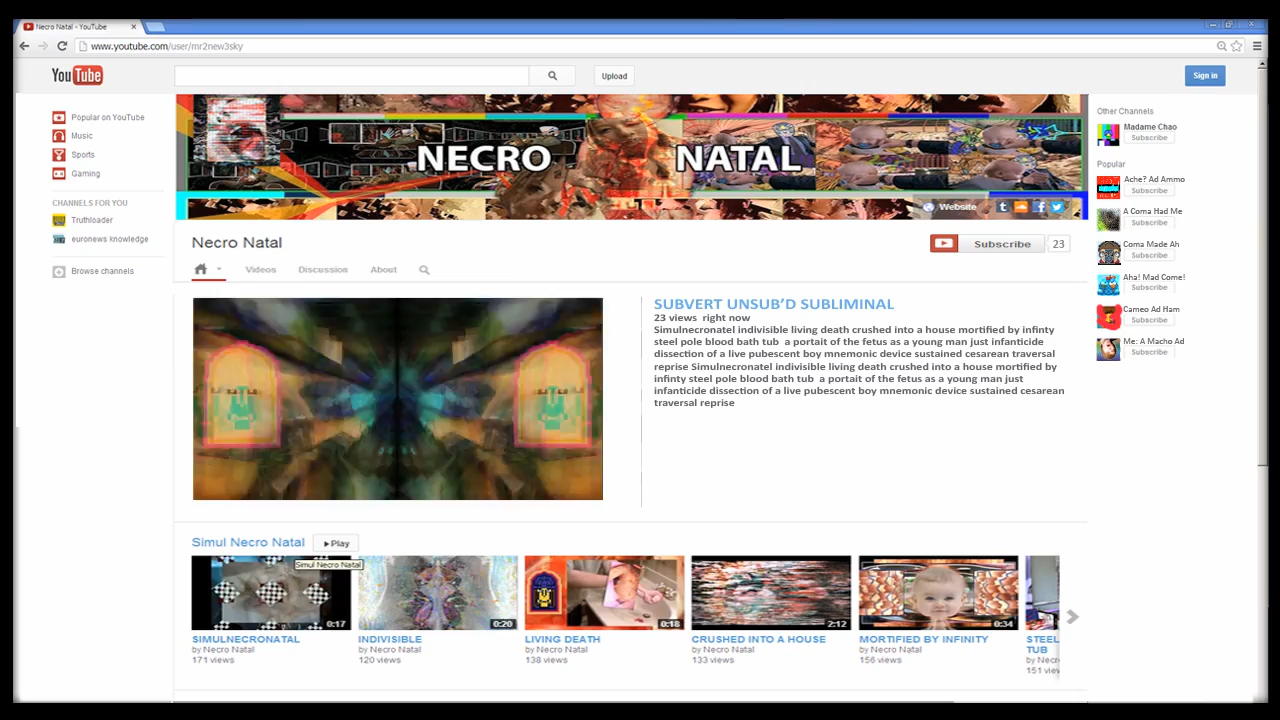 Necro Natal - YouTube
www.youtube.com/user/mr2new3sky
YouTube
Upload
Sign in
Popular on YouTube
Music
Sports
Gaming
CHANNELS FOR YOU
Truthloader
euronews knowledge
Browse channels
NECRO NATAL
Website
Necro Natal
Subscribe 23
Videos Discussion About
SUBVERT UNSUB'D SUBLIMINAL
23 views right now
Simulnecronatel indivisible living death crushed into a house mortified by infinty
steel pole blood bath tub a portait of the fetus as a young man just infanticide
dissection of a live pubescent boy mnemonic device sustained cesarean traversal
reprise Simulnecronatel indivisible living death crushed into a house mortified by
infinty steel pole blood bath tub a portait of the fetus as a young man just
infanticide dissection of a live pubescent boy mnemonic device sustained cesarean
traversal reprise
Simul Necro Natal Play
Simul Necro Natal
0:17
0:20
0:18
2:12
0:34
SIMULNECRONATAL
by Necro Natal
171 views
INDIVISIBLE
by Necro Natal
120 views
LIVING DEATH
by Necro Natal
138 views
CRUSHED INTO A HOUSE
by Necro Natal
133 views
MORTIFIED BY INFINITY
by Necro Natal
156 views
STEEL
TUB
by Necr
151 view
Other Channels
Madame Chao
Subscribe
Popular
Ache? Ad Ammo
Subscribe
A Coma Had Me
Subscribe
Coma Made Ah
Subscribe
Aha! Mad Come!
Subscribe
Cameo Ad Ham
Subscribe
Me: A Macho Ad
Subscribe